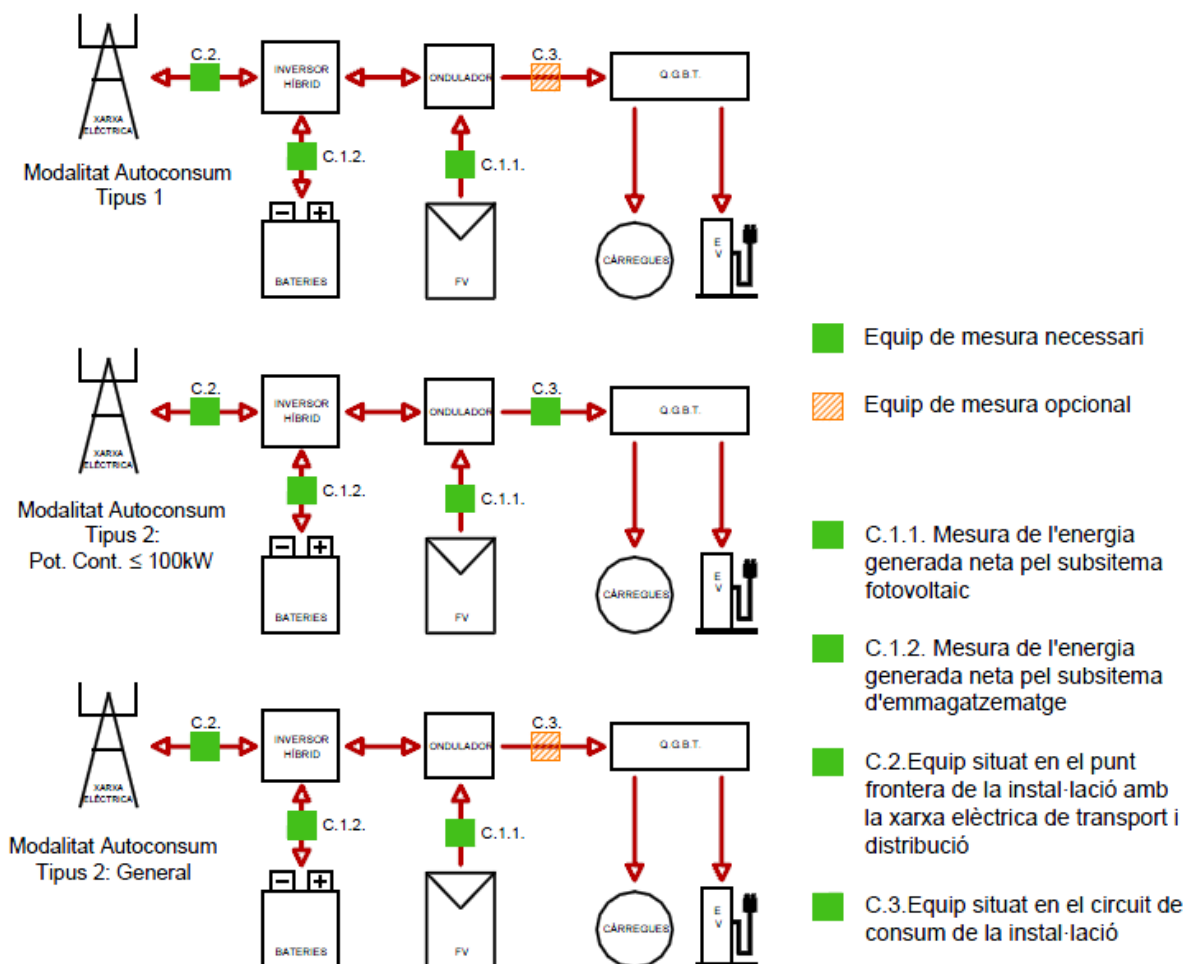 C.2.
INVERSOR
HÍBRID
ONDULADOR
C.3.
Q.G.B.T.
XARXA
ELÈCTRICA
C.1.2.
C.1.1.
Modalitat Autoconsum
Tipus 1
BATERIES
FV
CÀRREGUES
E
V
C.2.
INVERSOR
HÍBRID
ONDULADOR
C.3.
Q.G.B.T.
XARXA
ELÈCTRICA
C.1.2.
C.1.1.
Modalitat Autoconsum
Tipus 2:
Pot. Cont. ≤ 100kW
BATERIES
FV
CÀRREGUES
E
V
C.2.
INVERSOR
HÍBRID
ONDULADOR
C.3.
Q.G.B.T.
XARXA
ELÈCTRICA
C.1.2.
C.1.1.
Modalitat Autoconsum
Tipus 2: General
BATERIES
FV
CÀRREGUES
E
V
Equip de mesura necessari
Equip de mesura opcional
C.1.1. Mesura de l'energia
generada neta pel subsitema
fotovoltaic
C.1.2. Mesura de l'energia
generada neta pel subsitema
d'emmagatzematge
C.2.Equip situat en el punt
frontera de la instal·lació amb
la xarxa elèctrica de transport i
distribució
C.3.Equip situat en el circuit de
consum de la instal·lació